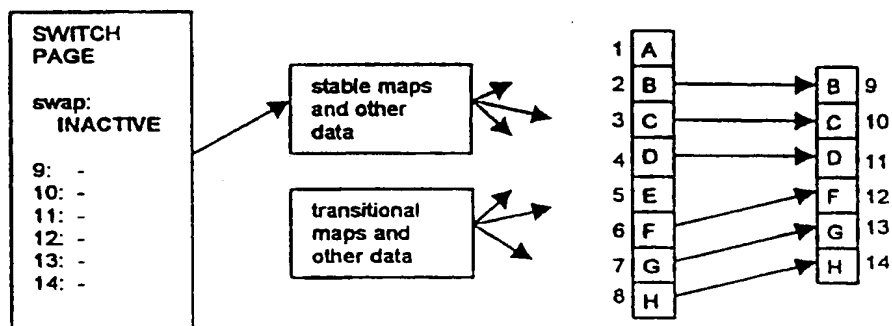 SWITCH
PAGE
swap:
INACTIVE
9: -
10: -
11: -
12: -
13: -
14: -
stable maps
and other
data
transitional
maps and
other data
1 A
2 B
3 C
4 D
5 E
6 F
7 G
8 H
B 9
C 10
D 11
F 12
G 13
H 14